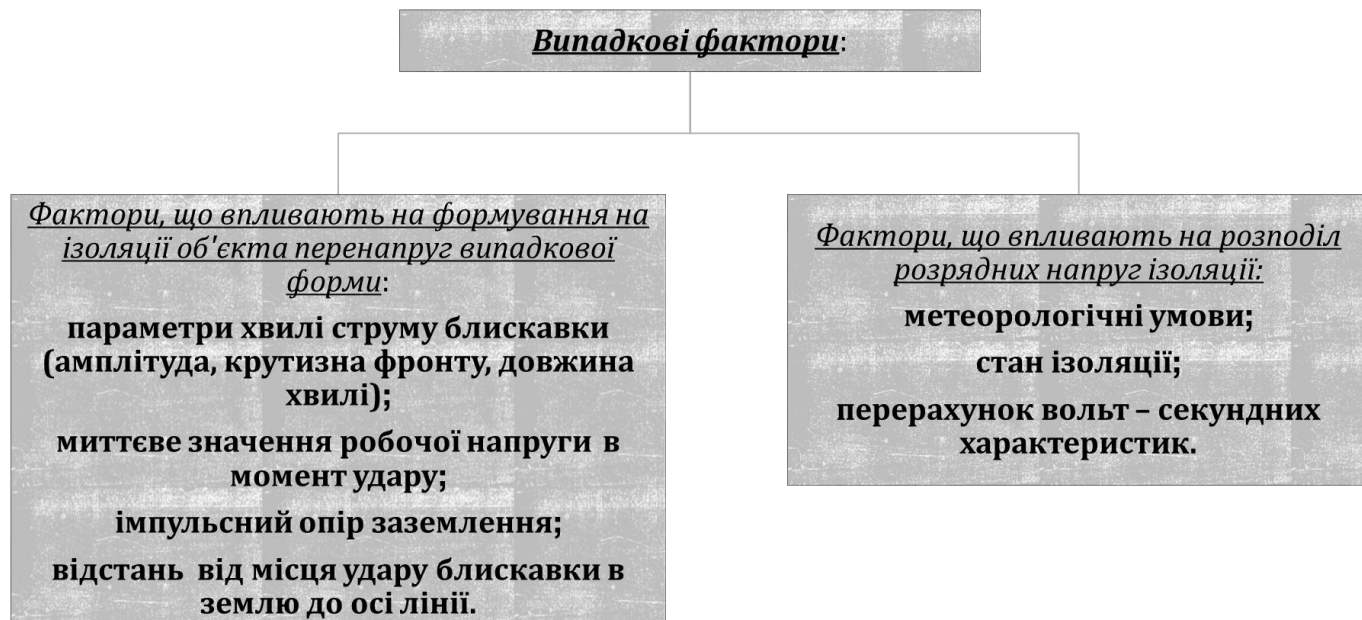 Випадкові фактори:
Фактори, що впливають на формування на
ізоляції об'єкта перенапруг випадкової
форми:
параметри хвилі струму блискавки
(амплітуда, крутизна фронту, довжина
хвилі);
миттєве значення робочої напруги  в
момент удару;
імпульсний опір заземлення;
відстань  від місця удару блискавки в
землю до осі лінії.
Фактори, що впливають на розподіл
розрядних напруг ізоляції:
метеорологічні умови;
стан ізоляції;
перерахунок вольт – секундних
характеристик.